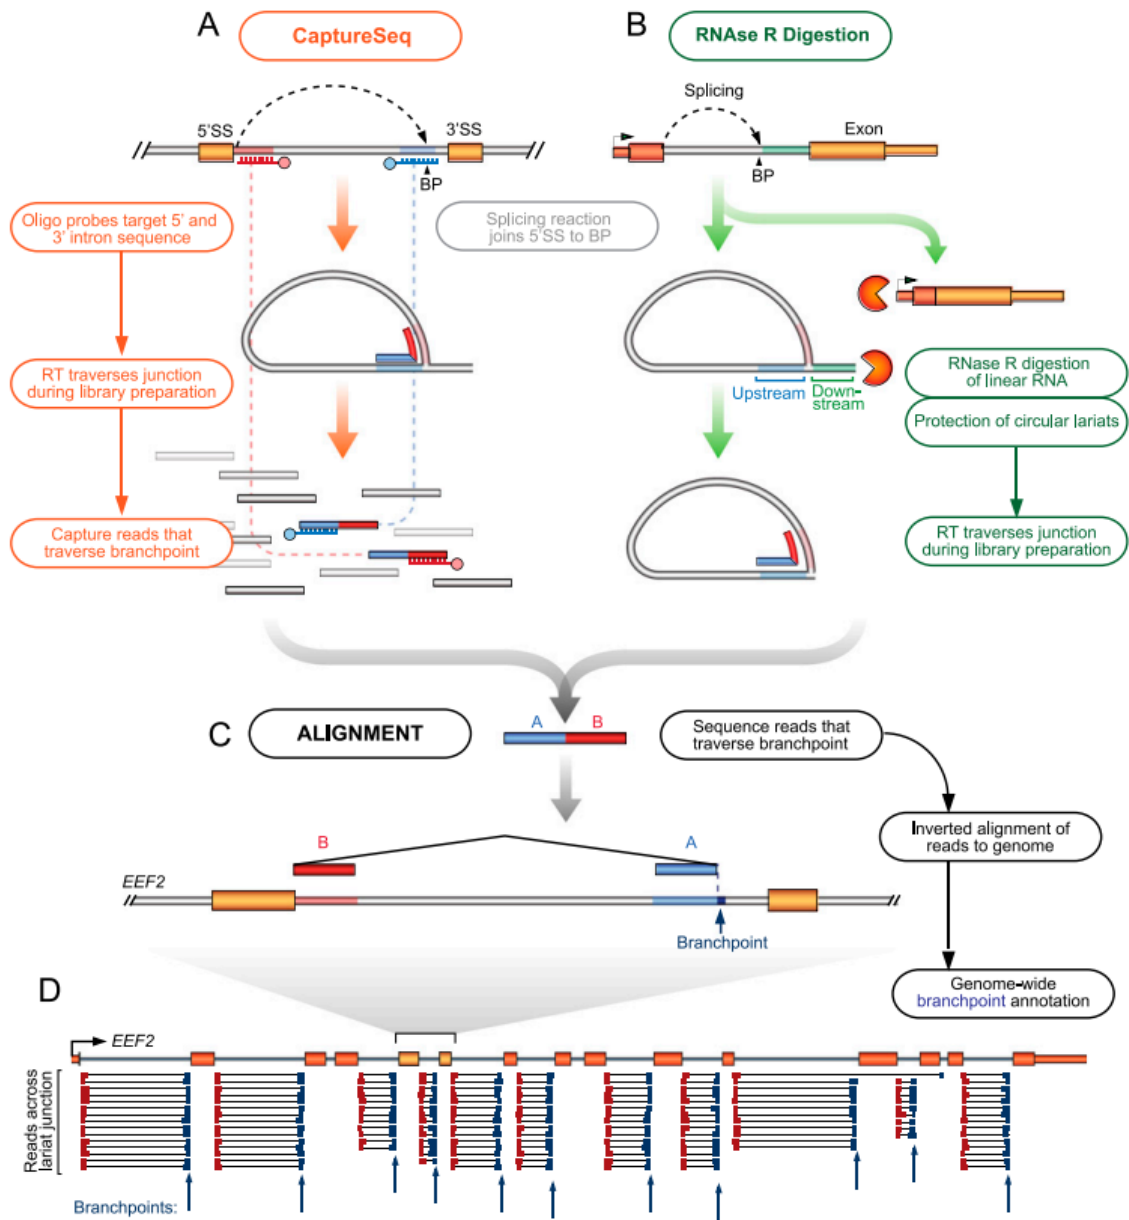 A
CaptureSeq
B
RNAse R Digestion
5'SS
3'SS
BP
Splicing
Exon
BP
Oligo probes target 5' and
3' intron sequence
Splicing reaction
joins 5'SS to BP
RT traverses junction
during library preparation
Upstream
Down-
stream
RNase R digestion
of linear RNA
Protection of circular lariats
Capture reads that
traverse branchpoint
RT traverses junction
during library preparation
C
ALIGNMENT
A
B
Sequence reads that
traverse branchpoint
B
A
Inverted alignment of
reads to genome
EEF2
Branchpoint
Genome-wide
branchpoint annotation
D
EEF2
Reads across
lariat junction
Branchpoints: